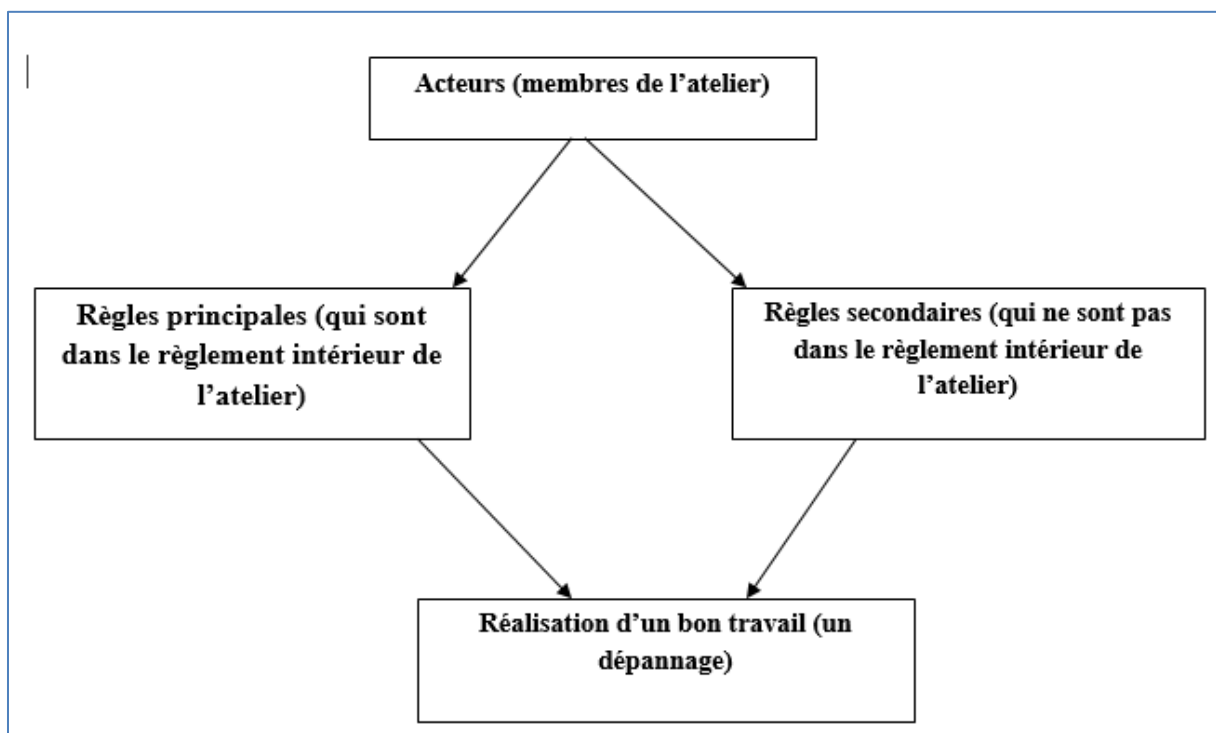 Acteurs (membres de l’atelier)
Règles principales (qui sont
dans le règlement intérieur de
l’atelier)
Règles secondaires (qui ne sont pas
dans le règlement intérieur de
l’atelier)
Réalisation d’un bon travail (un
dépannage)